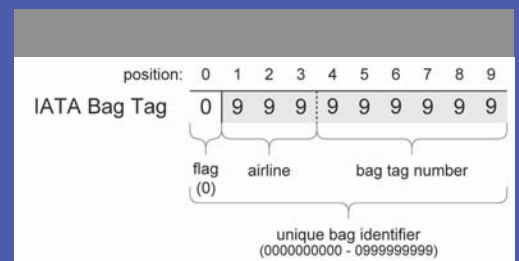 position: 0 1 2 3 4 5 6 7 8 9
IATA Bag Tag 0 9 9 9 9 9 9 9 9 9
flag airline bag tag number
(0)
unique bag identifier
(0000000000 - 0999999999)